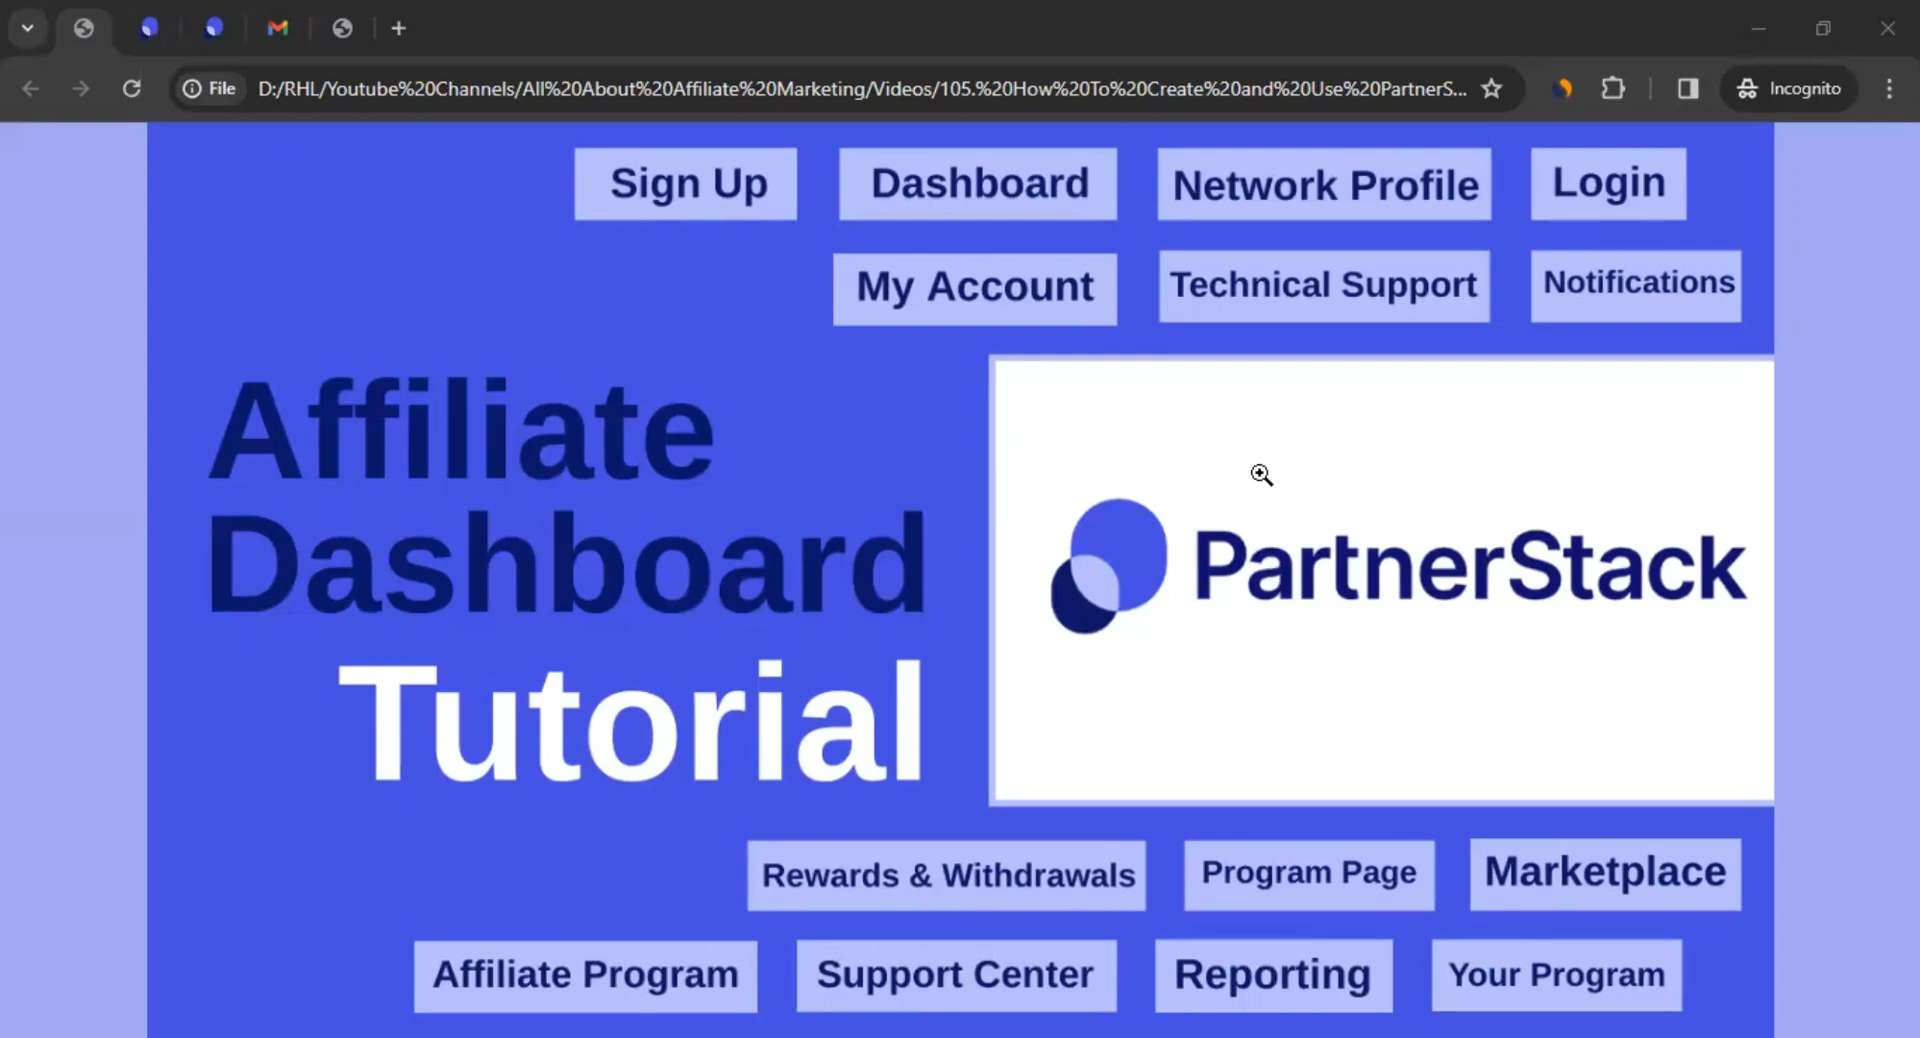 File
D:/RHL/Youtube%20Channels/All%20About%20Affiliate%20Marketing/Videos/105.%20How%20To%20Create%20and%20Use%20PartnerS...
Incognito
Sign Up
Dashboard
Network Profile
Login
My Account
Technical Support
Notifications
Affiliate
Dashboard
Tutorial
PartnerStack
Rewards & Withdrawals
Program Page
Marketplace
Affiliate Program
Support Center
Reporting
Your Program